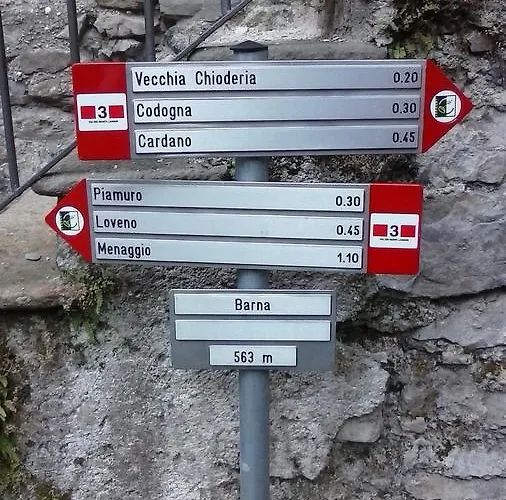 Vecchia Chioderia 0.20
3
Codogna 0.30
Cardano 0.45
Piamuro 0.30
Loveno 0.45
3
Menaggio 1.10
Barna
563 m